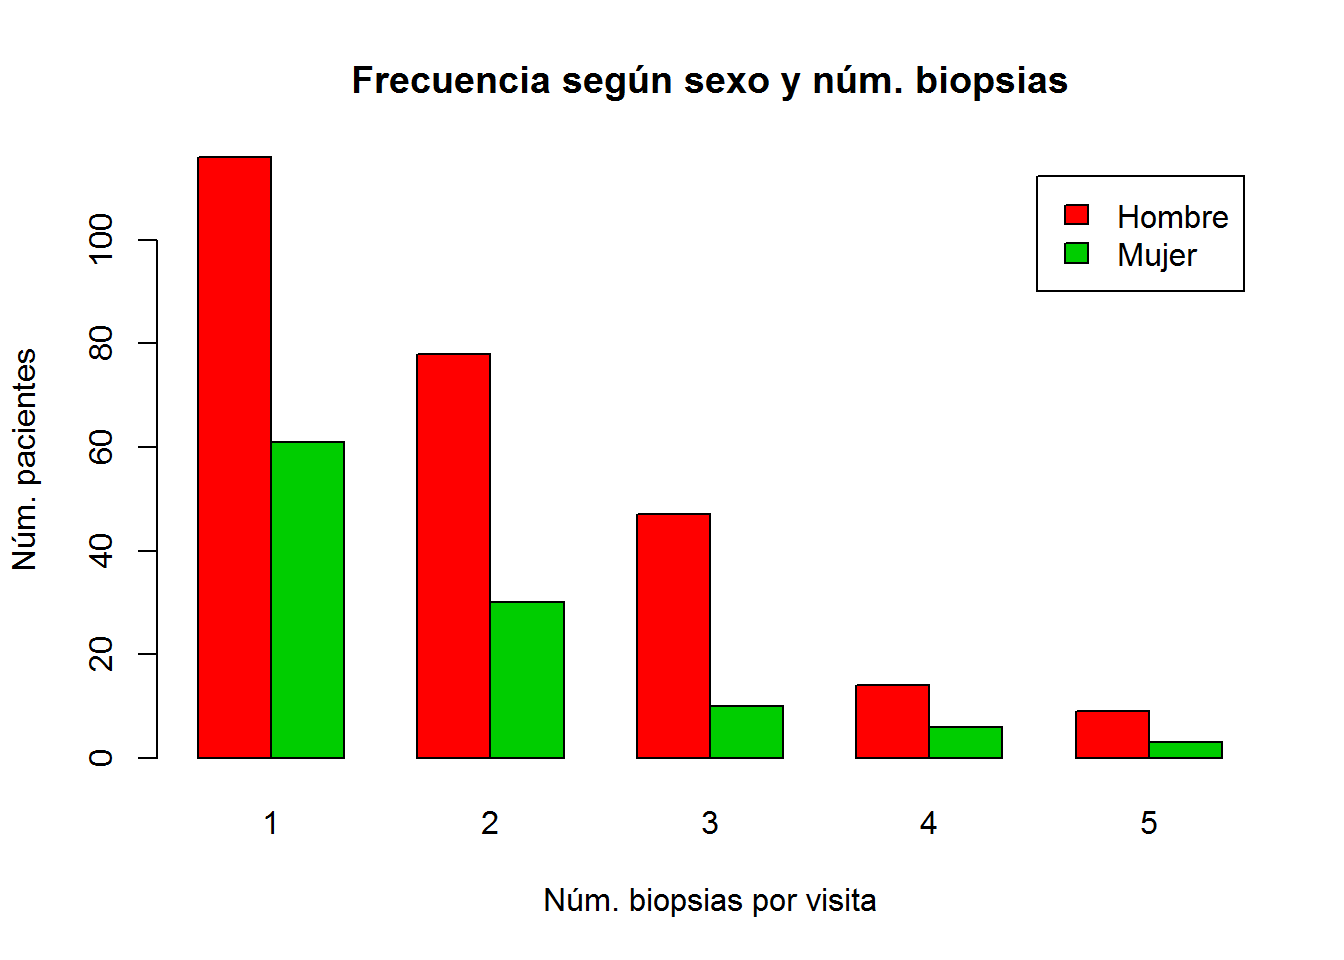 Frecuencia según sexo y núm. biopsias
Hombre
Mujer
Núm. pacientes
100
80
60
40
20
0
1 2 3 4 5
Núm. biopsias por visita